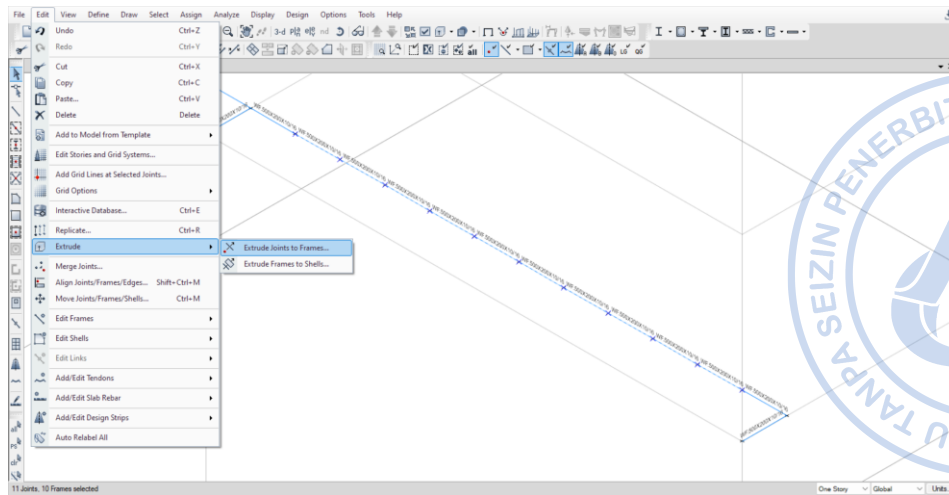 File Edit View Define Draw Select Assign Analyze Display Design Options Tools Help
Undo Ctrl+Z
Redo Ctrl+Y
Cut Ctrl+X
Copy Ctrl+C
Paste... Ctrl+V
Delete Delete
Add to Model from Template
Edit Stories and Grid Systems...
Add Grid Lines at Selected Joints...
Grid Options
Interactive Database... Ctrl+E
Replicate... Ctrl+R
Extrude
Extrude Joints to Frames...
Extrude Frames to Shells...
Merge Joints...
Align Joints/Frames/Edges... Shift+Ctrl+M
Move Joints/Frames/Shells... Ctrl+M
Edit Frames
Edit Shells
Edit Links
Add/Edit Tendons
Add/Edit Slab Rebar
Add/Edit Design Strips
Auto Relabel All
3-d
SEIZIN PENERBI
U TANPA
11 Joints, 10 Frames selected
One Story Global Units